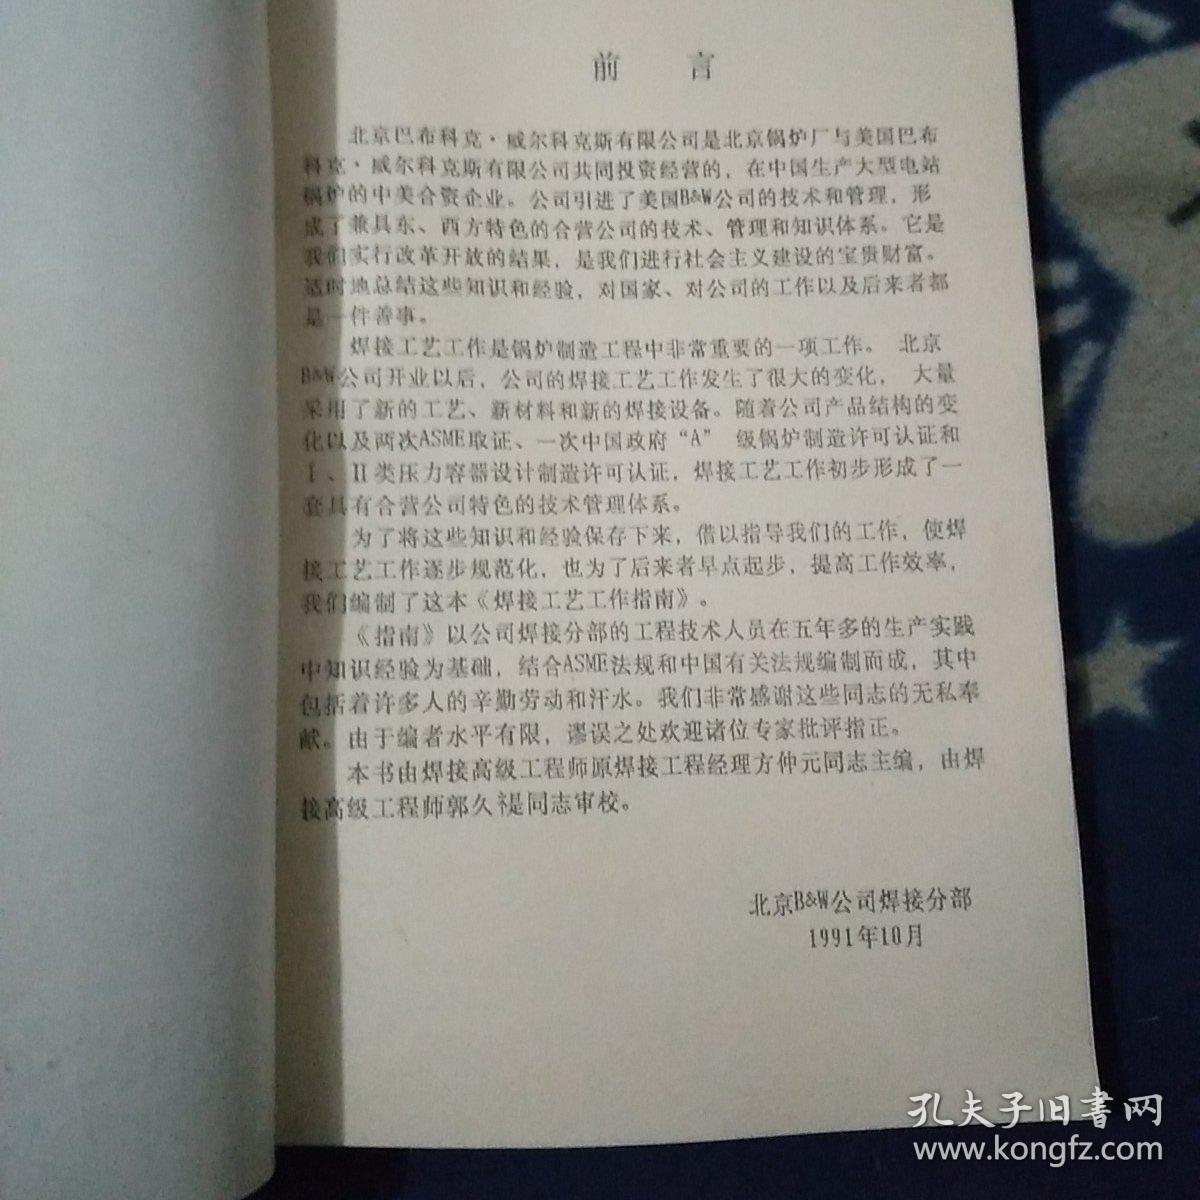 前 言
北京巴布科克·威尔科克斯有限公司是北京锅炉厂与美国巴布
科克·威尔科克斯有限公司共同投资经营的，在中国生产大型电站
锅炉的中美合资企业。公司引进了美国B&W公司的技术和管理，形
成了兼具东、西方特色的合营公司的技术、管理和知识体系。它是
我们实行改革开放的结果，是我们进行社会主义建设的宝贵财富。
适时地总结这些知识和经验，对国家、对公司的工作以及后来者都
是一件善事。
焊接工艺工作是锅炉制造工程中非常重要的一项工作。 北京
B&W公司开业以后，公司的焊接工艺工作发生了很大的变化， 大量
采用了新的工艺、新材料和新的焊接设备。随着公司产品结构的变
化以及两次ASME取证、一次中国政府“A” 级锅炉制造许可认证和
I 、II类压力容器设计制造许可认证，焊接工艺工作初步形成了一
套具有合营公司特色的技术管理体系。
为了将这些知识和经验保存下来，借以指导我们的工作，使焊
接工艺工作逐步规范化，也为了后来者早点起步，提高工作效率，
我们编制了这本《焊接工艺工作指南》。
《指南》以公司焊接分部的工程技术人员在五年多的生产实践
中知识经验为基础，结合ASME法规和中国有关法规编制而成，其中
包括着许多人的辛勤劳动和汗水。我们非常感谢这些同志的无私奉
献。由于编者水平有限，谬误之处欢迎诸位专家批评指正。
本书由焊接高级工程师原焊接工程经理方仲元同志主编，由焊
接高级工程师郭久禔同志审校。
北京B&W公司焊接分部
1991年10月
孔夫子旧书网
www.kongfz.com